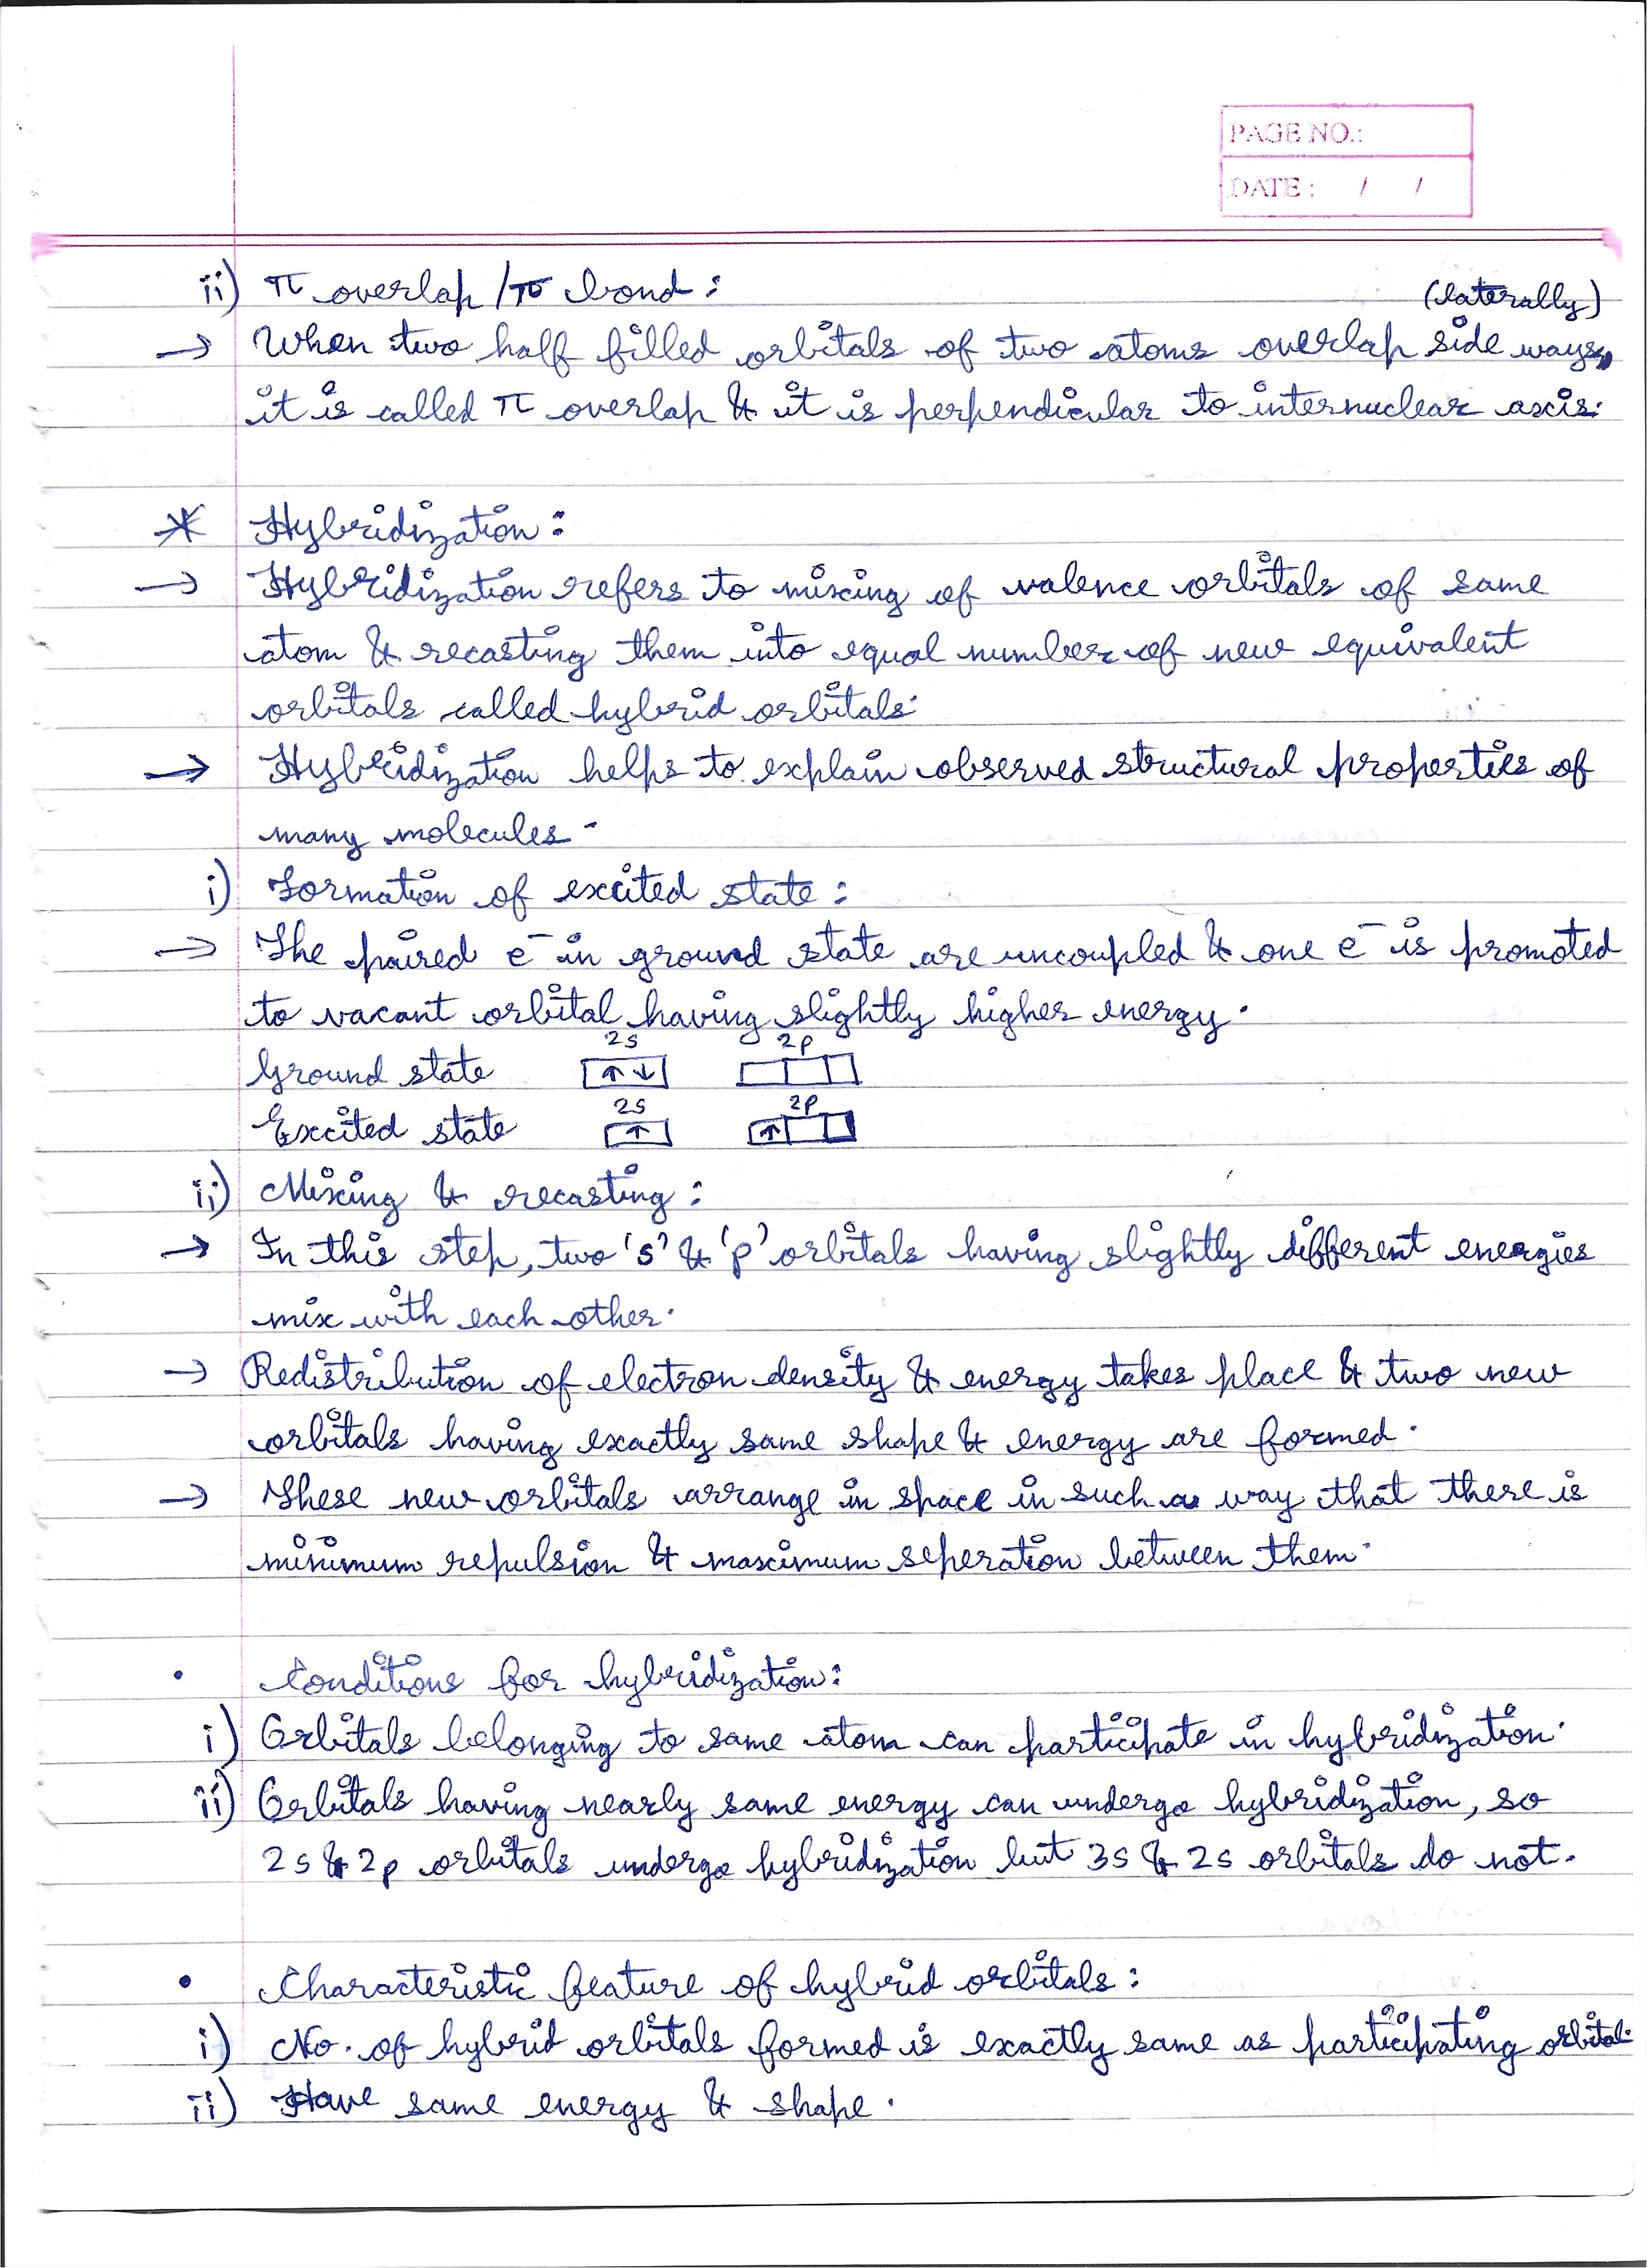 PAGE NO.:
DATE : / /
ii) π overlap / π bond :
(laterally)
→ When two half filled orbitals of two atoms overlap side ways,
it is called π overlap & it is perpendicular to internuclear axis.
* Hybridization :
→ Hybridization refers to mixing of valence orbitals of same
atom & recasting them into equal number of new equivalent
orbitals called hybrid orbitals.
→ Hybridization helps to explain observed structural properties of
many molecules -
i) Formation of excited state :
→ The paired e⁻ in ground state are uncoupled & one e⁻ is promoted
to vacant orbital having slightly higher energy.
2s 2p
Ground state ↑↓
2s 2p
Excited state ↑ ↑
ii) Mixing & recasting :
→ In this step, two 's' & 'p' orbitals having slightly different energies
mix with each other.
→ Redistribution of electron density & energy takes place & two new
orbitals having exactly same shape & energy are formed.
→ These new orbitals arrange in space in such a way that there is
minimum repulsion & maximum seperation between them.
• Conditions for hybridization :
i) Orbitals belonging to same atom can participate in hybridization.
ii) Orbitals having nearly same energy can undergo hybridization, so
2s & 2p orbitals undergo hybridization but 3s & 2s orbitals do not.
• Characteristic feature of hybrid orbitals :
i) No. of hybrid orbitals formed is exactly same as participating orbital.
ii) Have same energy & shape.